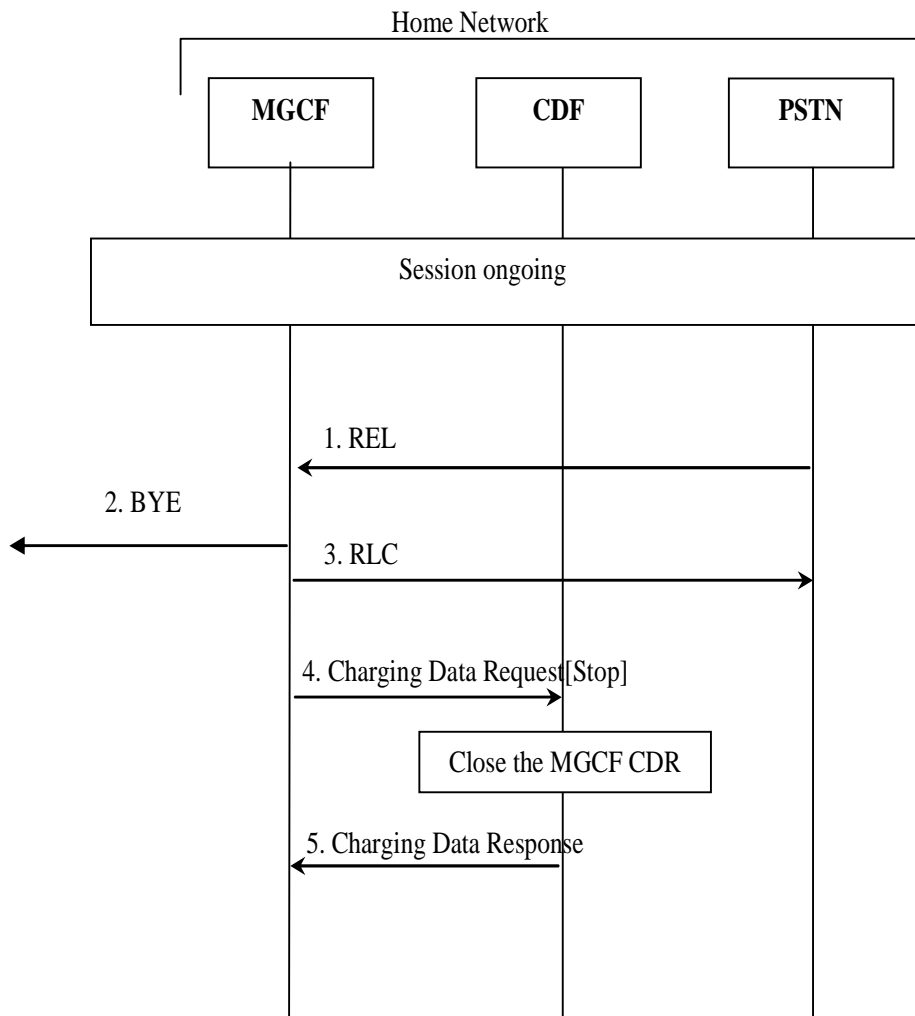 Home Network
MGCF
CDF
PSTN
Session ongoing
1. REL
2. BYE
3. RLC
4. Charging Data Request[Stop]
Close the MGCF CDR
5. Charging Data Response